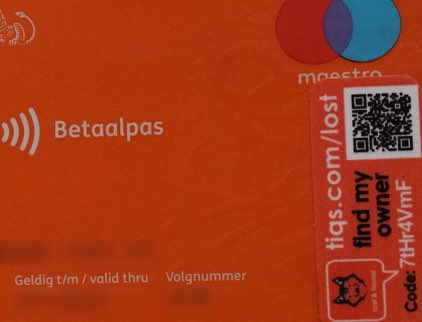 maestro
Betaalpas
Geldig t/m / valid thru Volgnummer
tiqs.com/lost
find my
owner
Code: 7tHr4VmF
lost & found